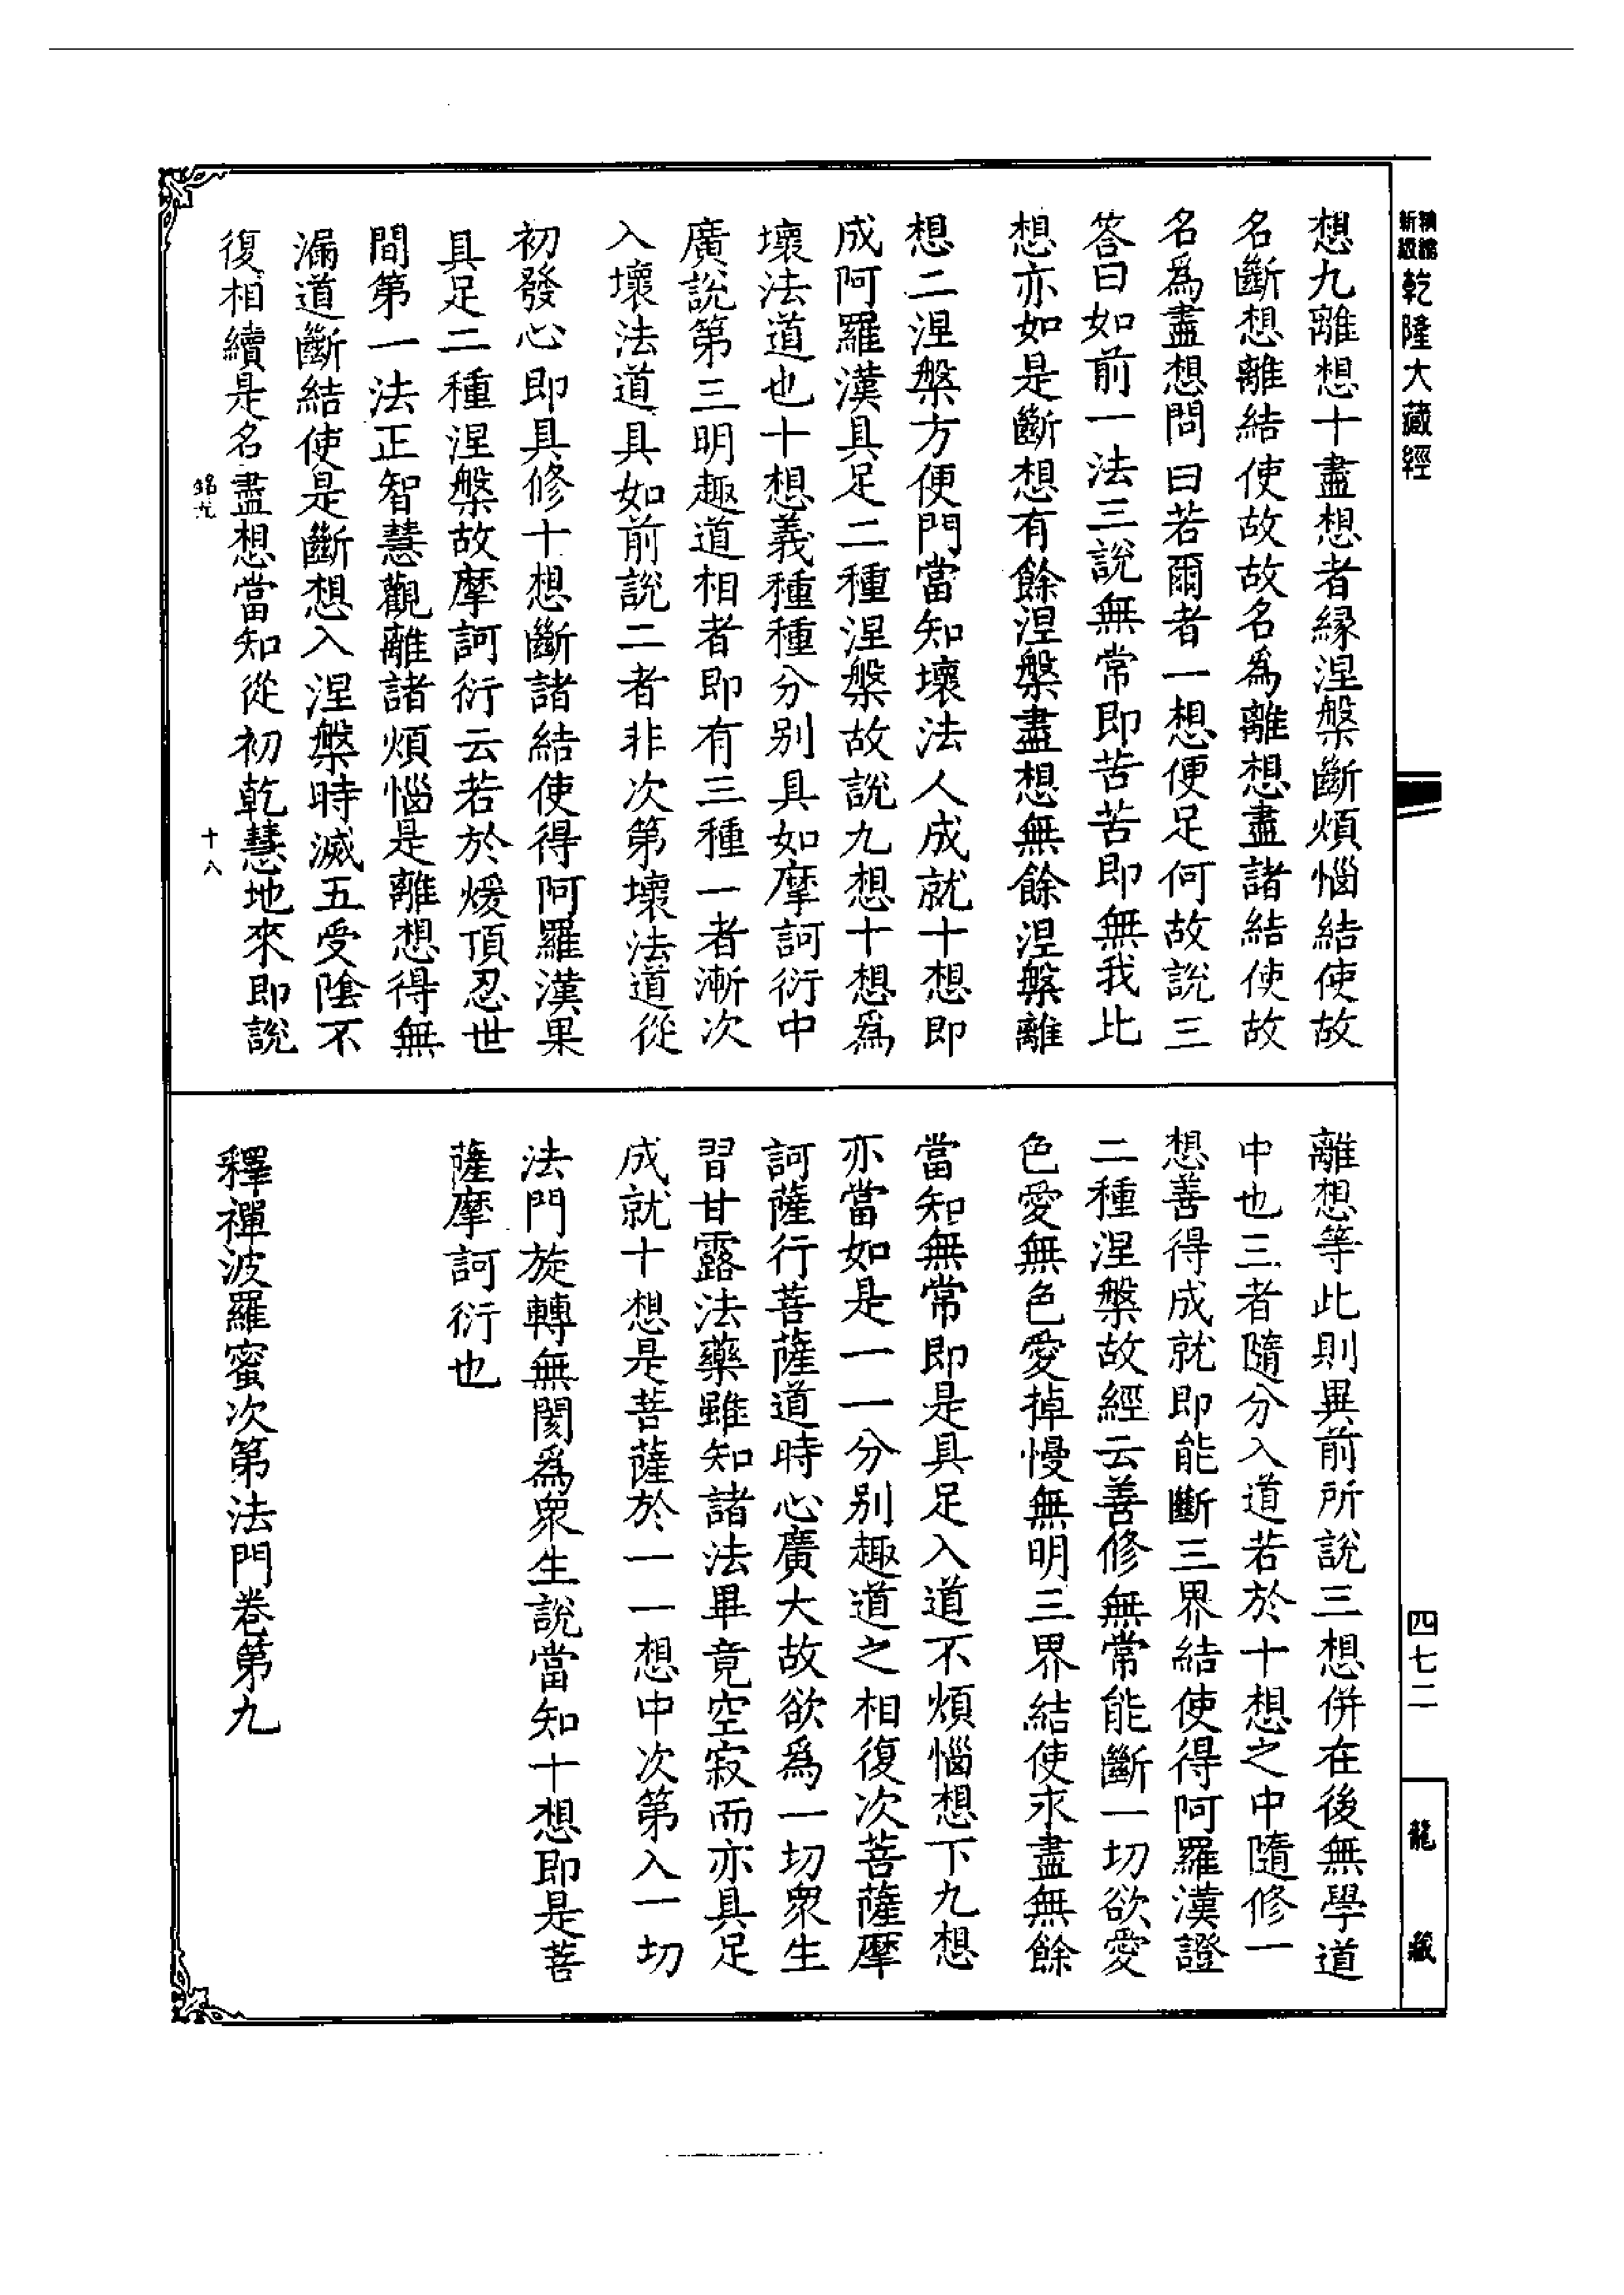 精編
新級
乾隆大藏經
想九離想十盡想者緣涅槃斷煩惱結使故
名斷想離結使故故名為離想盡諸結使故
名為盡想問曰若爾者一想便足何故說三
答曰如前一法三說無常即苦苦即無我比
想亦如是斷想有餘涅槃盡想無餘涅槃離
想二涅槃方便門當知壞法人成就十想即
成阿羅漢具足二種涅槃故說九想十想為
壞法道也十想義種種分別具如摩訶衍中
廣說第三明趣道相者即有三種一者漸次
入壞法道具如前說二者非次第壞法道從
初發心即具修十想斷諸結使得阿羅漢果
具足二種涅槃故摩訶衍云若於煖頂忍世
間第一法正智慧觀離諸煩惱是離想得無
漏道斷結使是斷想入涅槃時滅五受陰不
復相續是名盡想當知從初乾慧地來即說
十八
離想等此則異前所說三想併在後無學道
中也三者隨分入道若於十想之中隨修一
想善得成就即能斷三界結使得阿羅漢證
二種涅槃故經云善修無常能斷一切欲愛
色愛無色愛掉慢無明三界結使永盡無餘
當知無常即是具足入道不煩惱想下九想
亦當如是一一分別趣道之相復次菩薩摩
訶薩行菩薩道時心廣大故欲為一切眾生
習甘露法藥雖知諸法畢竟空寂而亦具足
成就十想是菩薩於一一想中次第入一切
法門旋轉無閡為眾生說當知十想即是菩
薩摩訶衍也
釋禪波羅蜜次第法門卷第九
四七二
龍藏